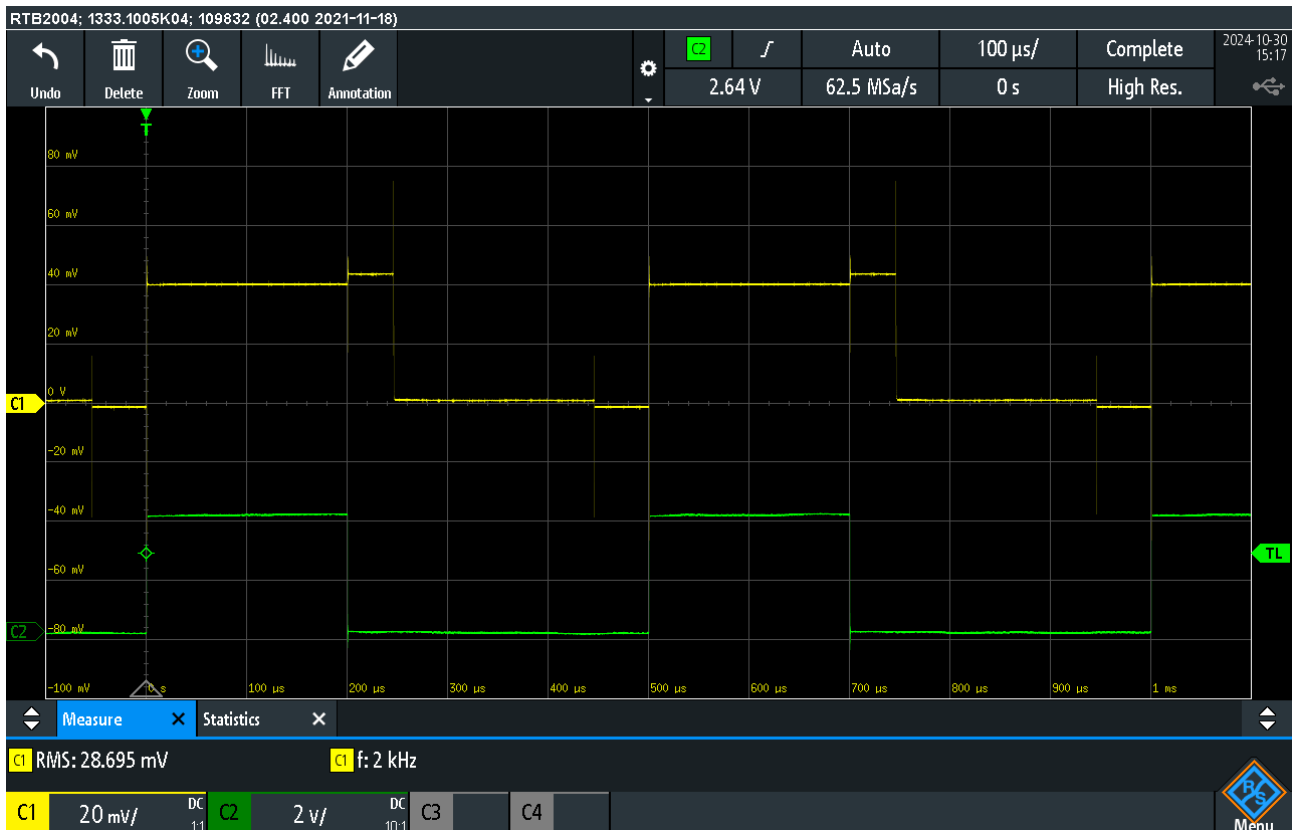 RTB2004; 1333.1005K04; 109832 (02.400 2021-11-18)
Undo Delete Zoom FFT Annotation
C2 Auto 100 µs/ Complete
2.64 V 62.5 MSa/s 0 s High Res.
2024-10-30
15:17
T
80 mV
60 mV
40 mV
20 mV
0 V
C1
-20 mV
-40 mV
TL
-60 mV
C2 -80 mV
-100 mV 0 s 100 µs 200 µs 300 µs 400 µs 500 µs 600 µs 700 µs 800 µs 900 µs 1 ms
Measure Statistics
C1 RMS: 28.695 mV C1 f: 2 kHz
C1 20 mV/ DC 1:1 C2 2 V/ DC 10:1 C3 C4
R&S
Menu